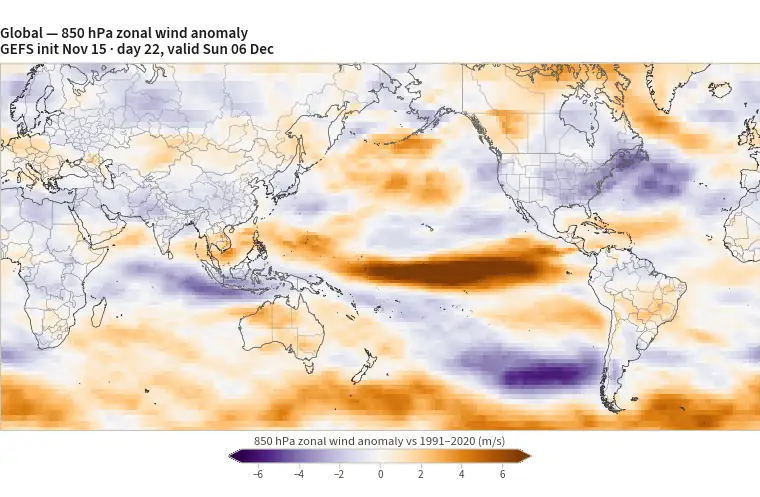 Global — 850 hPa zonal wind anomaly
GEFS init Nov 15 · day 22, valid Sun 06 Dec
850 hPa zonal wind anomaly vs 1991–2020 (m/s)
−6 −4 −2 0 2 4 6